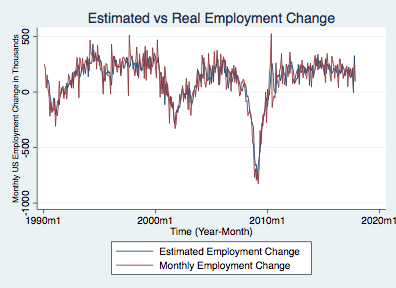 Estimated vs Real Employment Change
Monthly US Employment Change in Thousands
500
0
-500
-1000
1990m1
2000m1
2010m1
2020m1
Time (Year-Month)
Estimated Employment Change
Monthly Employment Change